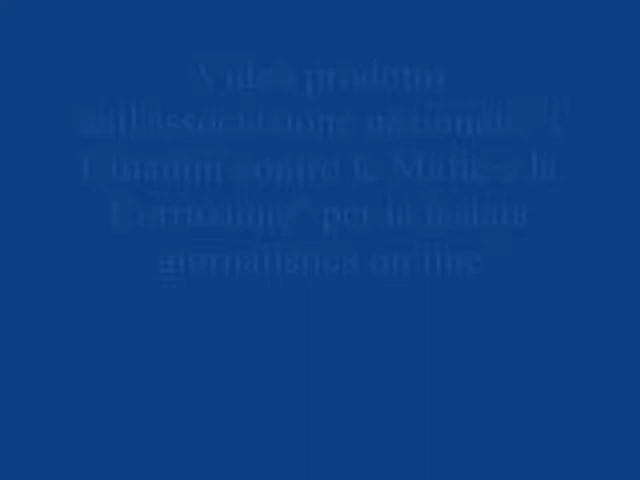 Video prodotto
dall'associazione nazionale "I
Cittadini contro le Mafie e la
Corruzione" per la testata
giornalistica on line